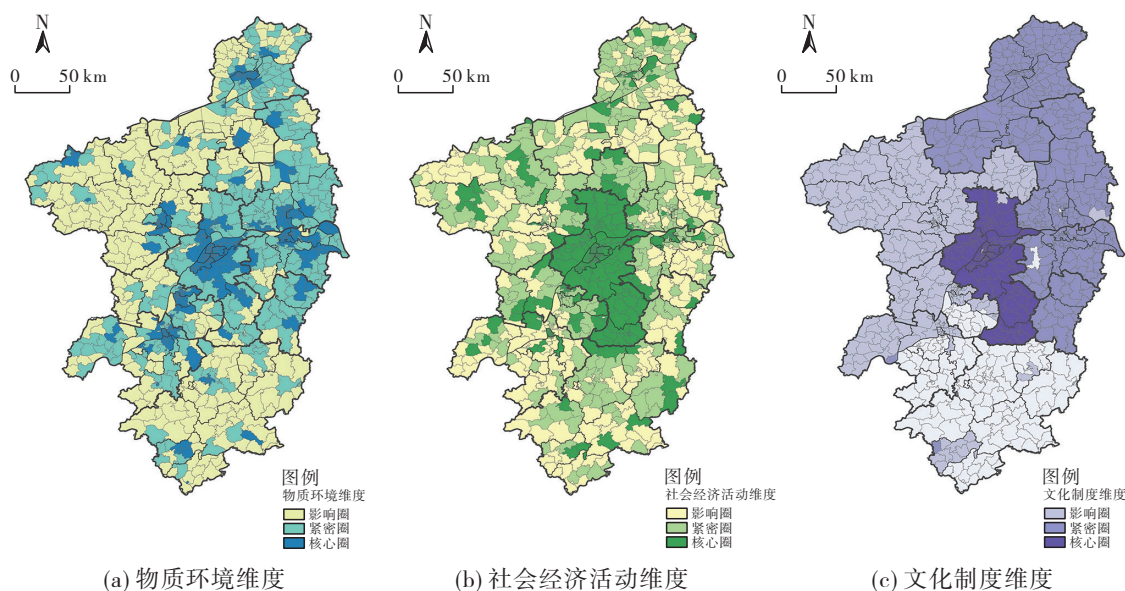 N
0 50 km
图例
物质环境维度
影响圈
紧密圈
核心圈
(a) 物质环境维度
N
0 50 km
图例
社会经济活动维度
影响圈
紧密圈
核心圈
(b) 社会经济活动维度
N
0 50 km
图例
文化制度维度
影响圈
紧密圈
核心圈
(c) 文化制度维度